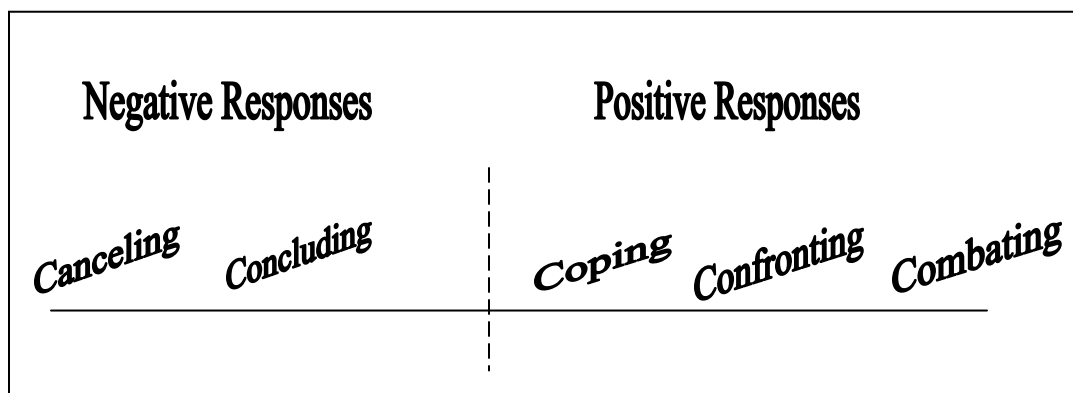 Negative Responses
Positive Responses
Canceling
Concluding
Coping
Confronting
Combating